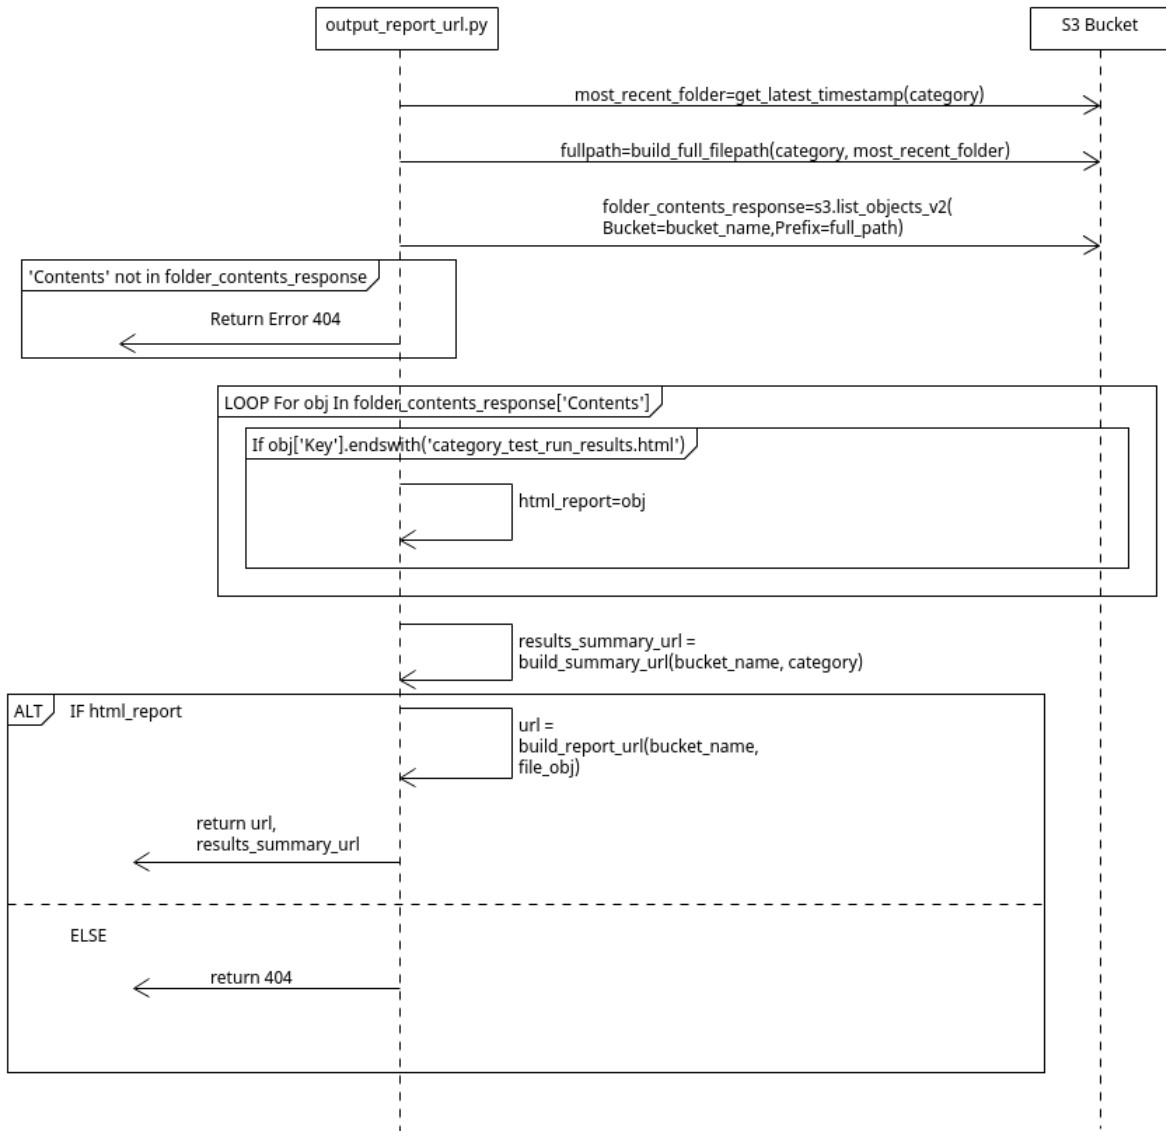 output_report_url.py
S3 Bucket
most_recent_folder=get_latest_timestamp(category)
fullpath=build_full_filepath(category, most_recent_folder)
folder_contents_response=s3.list_objects_v2(
Bucket=bucket_name,Prefix=full_path)
'Contents' not in folder_contents_response
Return Error 404
LOOP For obj In folder_contents_response['Contents']
If obj['Key'].endswith('category_test_run_results.html')
html_report=obj
results_summary_url =
build_summary_url(bucket_name, category)
ALT
IF html_report
url =
build_report_url(bucket_name,
file_obj)
return url,
results_summary_url
ELSE
return 404